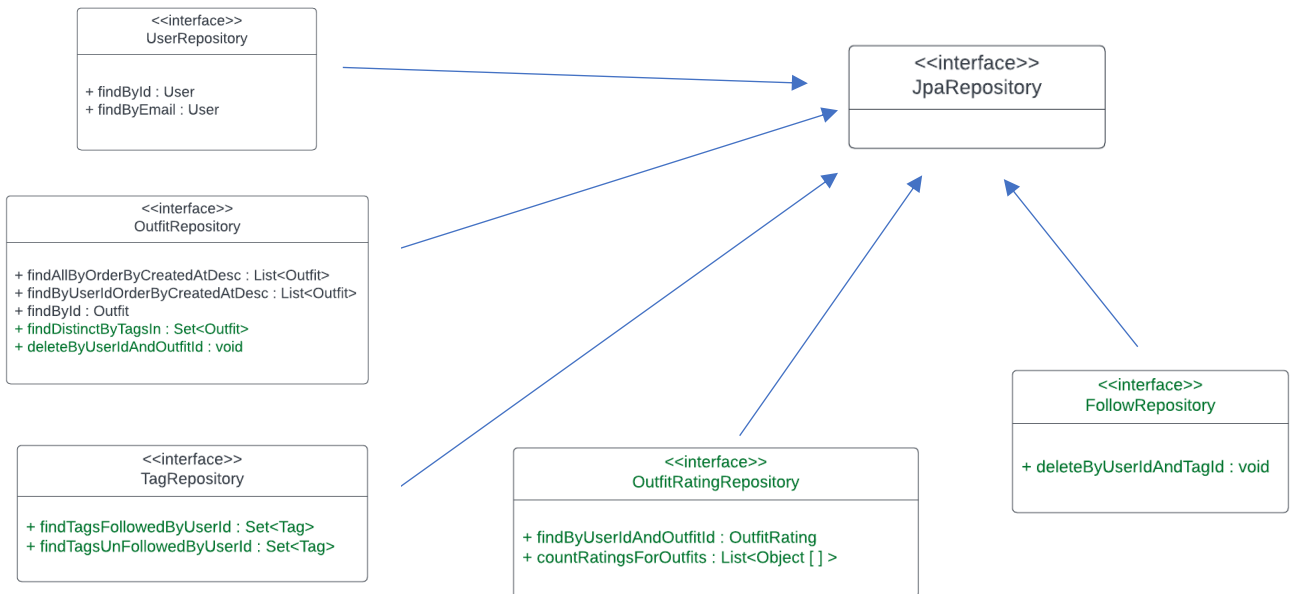 <<interface>>
UserRepository
+ findById : User
+ findByEmail : User
<<interface>>
JpaRepository
<<interface>>
OutfitRepository
+ findAllByOrderByCreatedAtDesc : List<Outfit>
+ findByUserIdOrderByCreatedAtDesc : List<Outfit>
+ findById : Outfit
+ findDistinctByTagsIn : Set<Outfit>
+ deleteByUserIdAndOutfitId : void
<<interface>>
TagRepository
+ findTagsFollowedByUserId : Set<Tag>
+ findTagsUnFollowedByUserId : Set<Tag>
<<interface>>
OutfitRatingRepository
+ findByUserIdAndOutfitId : OutfitRating
+ countRatingsForOutfits : List<Object [ ] >
<<interface>>
FollowRepository
+ deleteByUserIdAndTagId : void